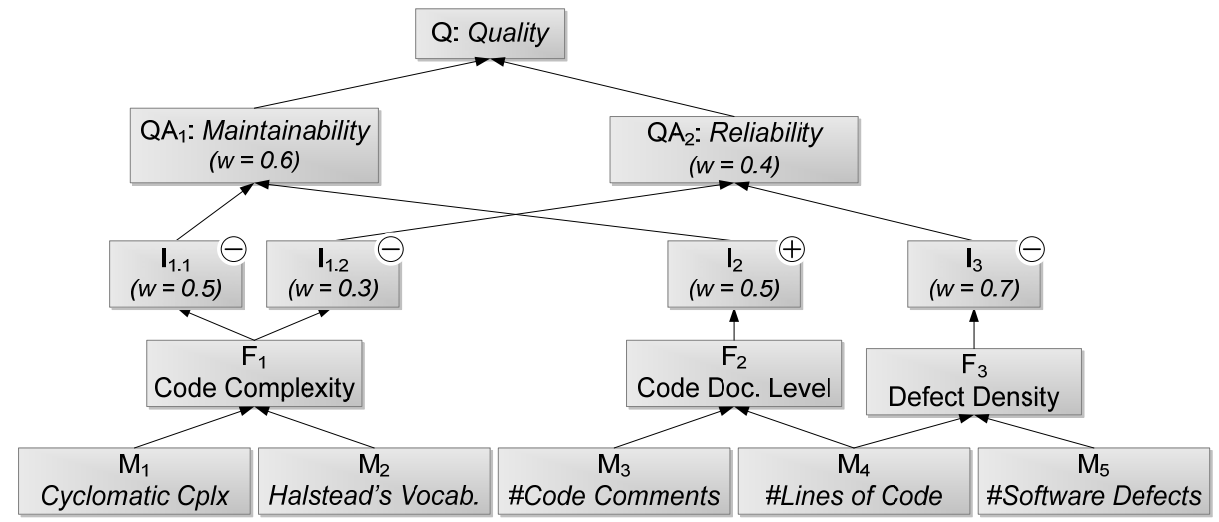 Q: Quality
QA₁: Maintainability
(w = 0.6)
QA₂: Reliability
(w = 0.4)
I₁.₁
(w = 0.5)
−
I₁.₂
(w = 0.3)
−
I₂
(w = 0.5)
+
I₃
(w = 0.7)
−
F₁
Code Complexity
F₂
Code Doc. Level
F₃
Defect Density
M₁
Cyclomatic Cplx
M₂
Halstead's Vocab.
M₃
#Code Comments
M₄
#Lines of Code
M₅
#Software Defects